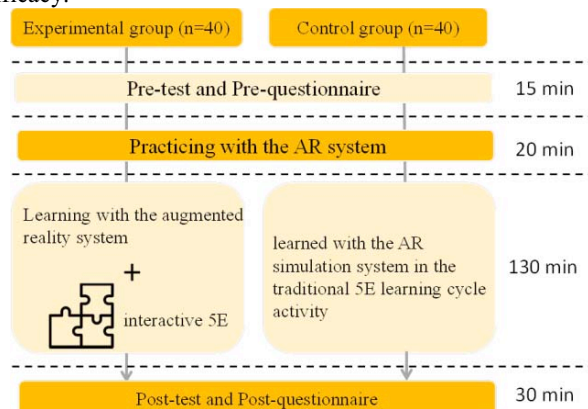 fficacy.
Experimental group (n=40)
Control group (n=40)
Pre-test and Pre-questionnaire
15 min
Practicing with the AR system
20 min
Learning with the augmented
reality system
+
interactive 5E
learned with the AR
simulation system in the
traditional 5E learning cycle
activity
130 min
Post-test and Post-questionnaire
30 min